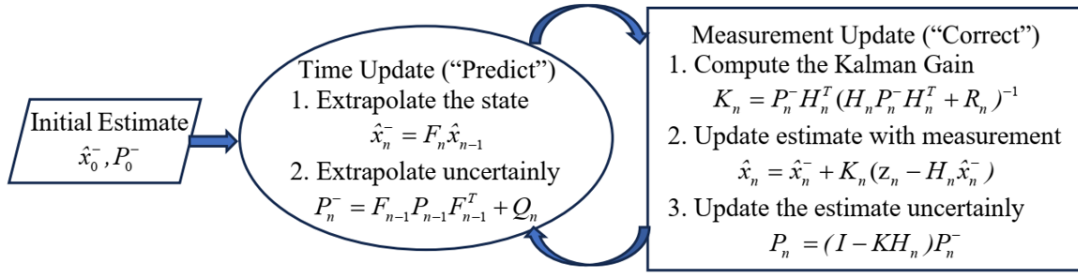 Initial Estimate
x̂₀⁻, P₀⁻
Time Update (“Predict”)
1. Extrapolate the state
x̂ₙ⁻ = Fₙx̂ₙ₋₁
2. Extrapolate uncertainly
Pₙ⁻ = Fₙ₋₁Pₙ₋₁Fₙ₋₁ᵀ + Qₙ
Measurement Update (“Correct”)
1. Compute the Kalman Gain
Kₙ = Pₙ⁻Hₙᵀ(HₙPₙ⁻Hₙᵀ + Rₙ)⁻¹
2. Update estimate with measurement
x̂ₙ = x̂ₙ⁻ + Kₙ(zₙ − Hₙx̂ₙ⁻)
3. Update the estimate uncertainly
Pₙ = (I − KHₙ)Pₙ⁻